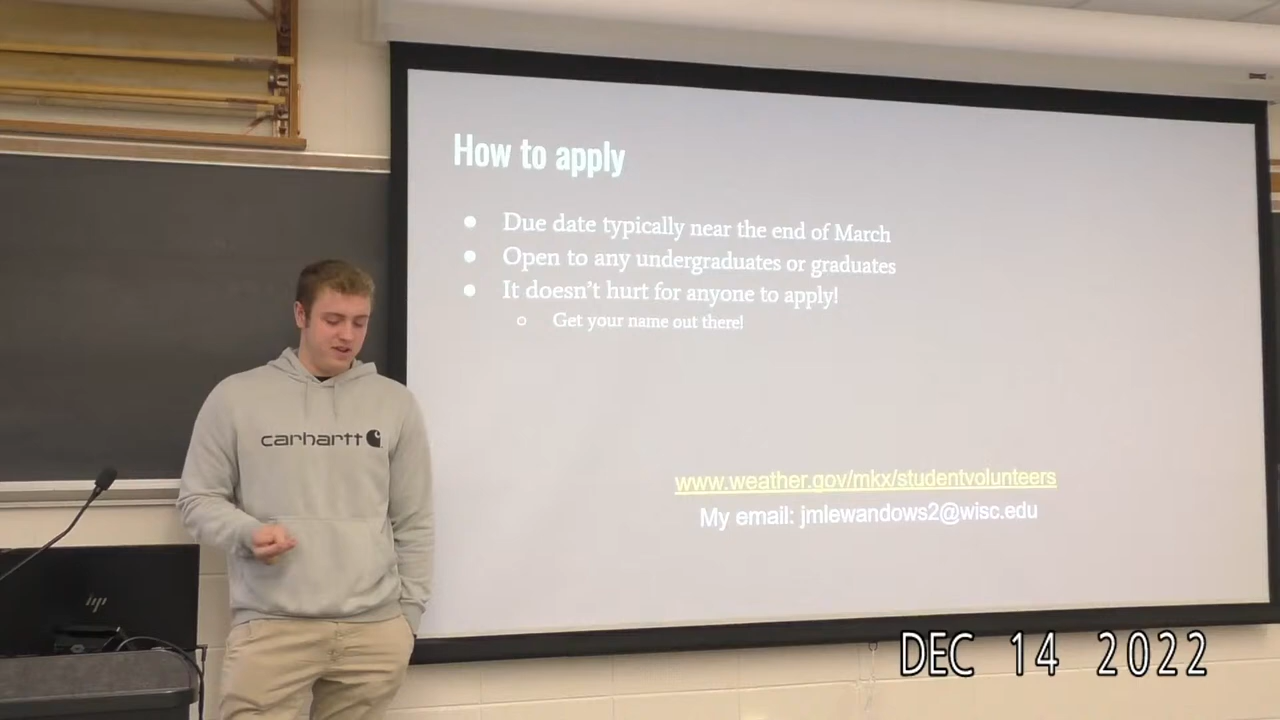 How to apply
● Due date typically near the end of March
● Open to any undergraduates or graduates
● It doesn't hurt for anyone to apply!
○ Get your name out there!
carhartt
www.weather.gov/mkx/studentvolunteers
My email: jmlewandows2@wisc.edu
hp
DEC 14 2022